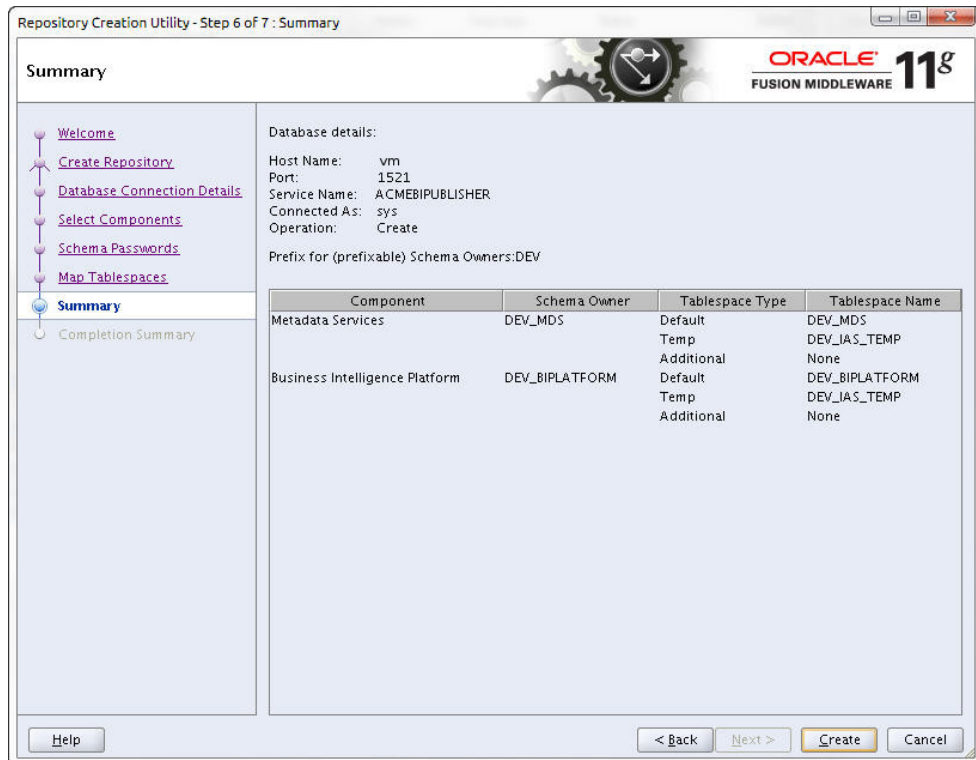 Repository Creation Utility - Step 6 of 7 : Summary
Summary
ORACLE 11g
FUSION MIDDLEWARE
Welcome
Create Repository
Database Connection Details
Select Components
Schema Passwords
Map Tablespaces
Summary
Completion Summary
Database details:
Host Name: vm
Port: 1521
Service Name: ACMEBIPUBLISHER
Connected As: sys
Operation: Create
Prefix for (prefixable) Schema Owners:DEV
Component Schema Owner Tablespace Type Tablespace Name
Metadata Services DEV_MDS Default DEV_MDS
Temp DEV_IAS_TEMP
Additional None
Business Intelligence Platform DEV_BIPLATFORM Default DEV_BIPLATFORM
Temp DEV_IAS_TEMP
Additional None
Help < Back Next > Create Cancel